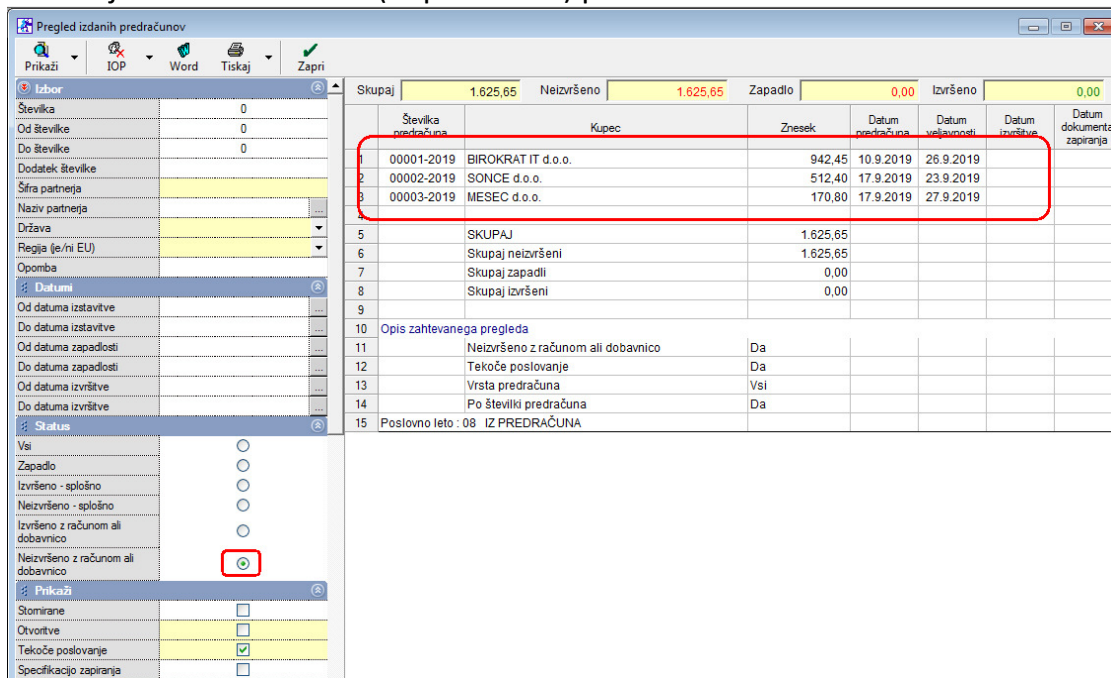 Pregled izdanih predračunov
Prikaži IOP Word Tiskaj Zapri
Izbor
Številka 0
Od številke 0
Do številke 0
Dodatek številke
Šifra partnerja
Naziv partnerja ...
Država
Regija (je/ni EU)
Opomba
Datumi
Od datuma izstavitve ...
Do datuma izstavitve ...
Od datuma zapadlosti ...
Do datuma zapadlosti ...
Od datuma izvršitve ...
Do datuma izvršitve ...
Status
Vsi
Zapadlo
Izvršeno - splošno
Neizvršeno - splošno
Izvršeno z računom ali
dobavnico
Neizvršeno z računom ali
dobavnico
Prikaži
Stornirane
Otvoritve
Tekoče poslovanje
Specifikacijo zapiranja
Skupaj 1.625,65 Neizvršeno 1.625,65 Zapadlo 0,00 Izvršeno 0,00
Številka predračuna Kupec Znesek Datum predračuna Datum veljavnosti Datum izvršitve Datum dokumenta zapiranja
1 00001-2019 BIROKRAT IT d.o.o. 942,45 10.9.2019 26.9.2019
2 00002-2019 SONCE d.o.o. 512,40 17.9.2019 23.9.2019
3 00003-2019 MESEC d.o.o. 170,80 17.9.2019 27.9.2019
4
5 SKUPAJ 1.625,65
6 Skupaj neizvršeni 1.625,65
7 Skupaj zapadli 0,00
8 Skupaj izvršeni 0,00
9
10 Opis zahtevanega pregleda
11 Neizvršeno z računom ali dobavnico Da
12 Tekoče poslovanje Da
13 Vrsta predračuna Vsi
14 Po številki predračuna Da
15 Poslovno leto : 08 IZ PREDRAČUNA